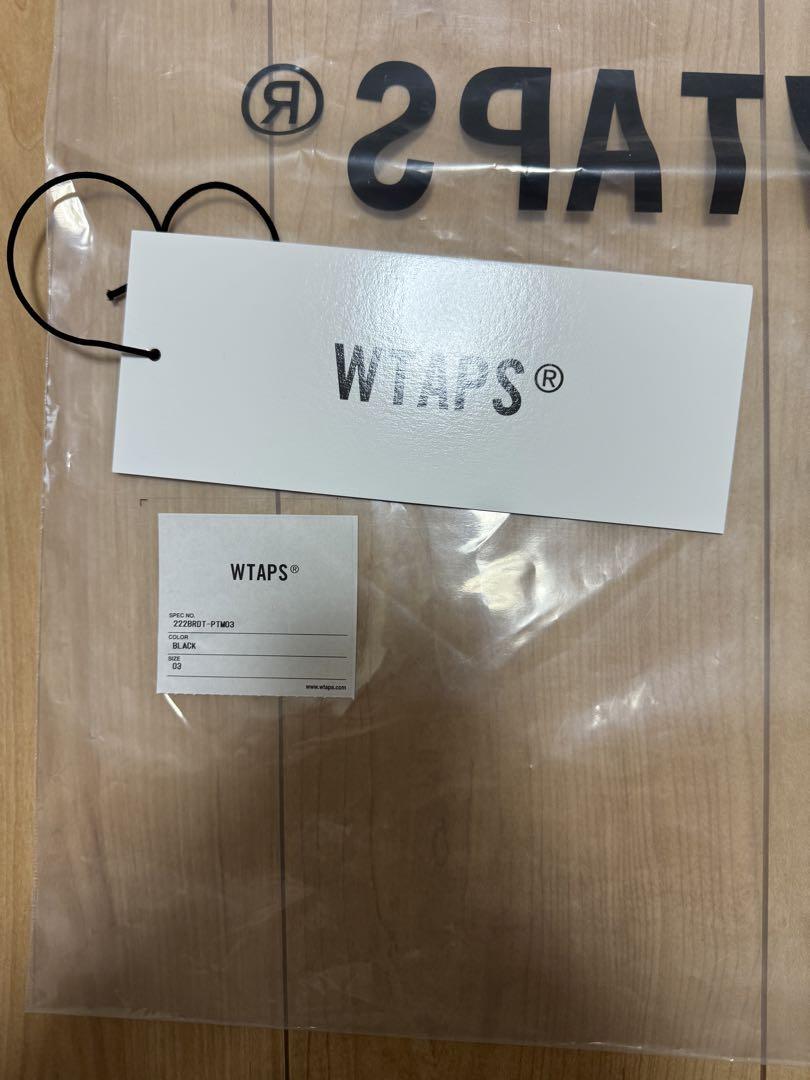 WTAPS®
WTAPS®
WTAPS®
SPEC NO.
222BRDT-PTM03
COLOR
BLACK
SIZE
03
www.wtaps.com